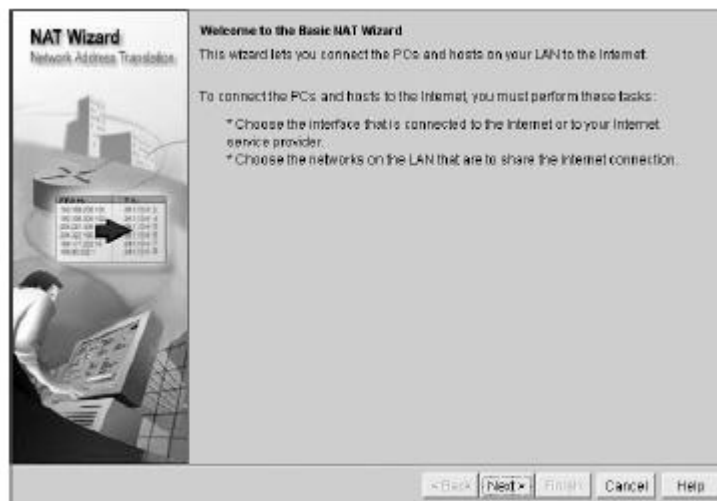 NAT Wizard
Network Address Translation
Welcome to the Basic NAT Wizard
This wizard lets you connect the PCs and hosts on your LAN to the Internet.
To connect the PCs and hosts to the Internet, you must perform these tasks:
* Choose the interface that is connected to the Internet or to your Internet
service provider.
* Choose the networks on the LAN that are to share the Internet connection.
< Back
Next >
Finish
Cancel
Help